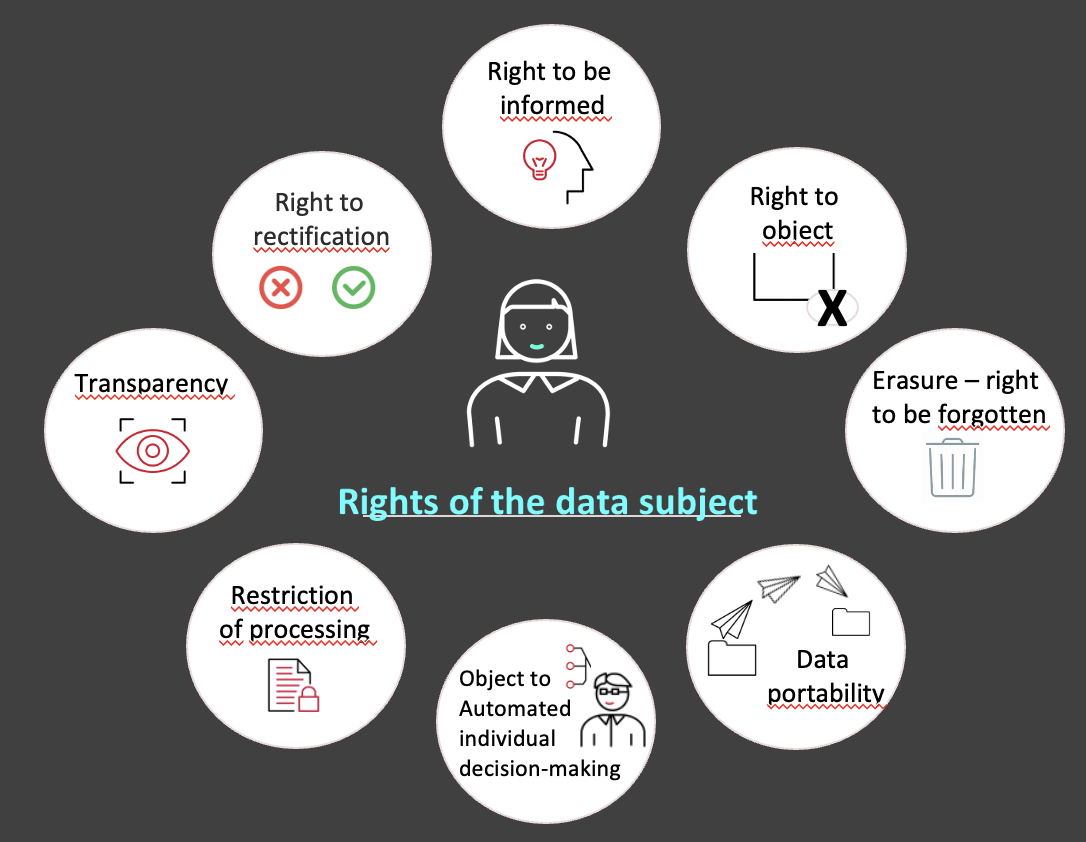 Right to be
informed
Right to
object
Erasure – right
to be forgotten
Data
portability
Object to
Automated
individual
decision-making
Restriction
of processing
Transparency
Right to
rectification
X
Rights of the data subject